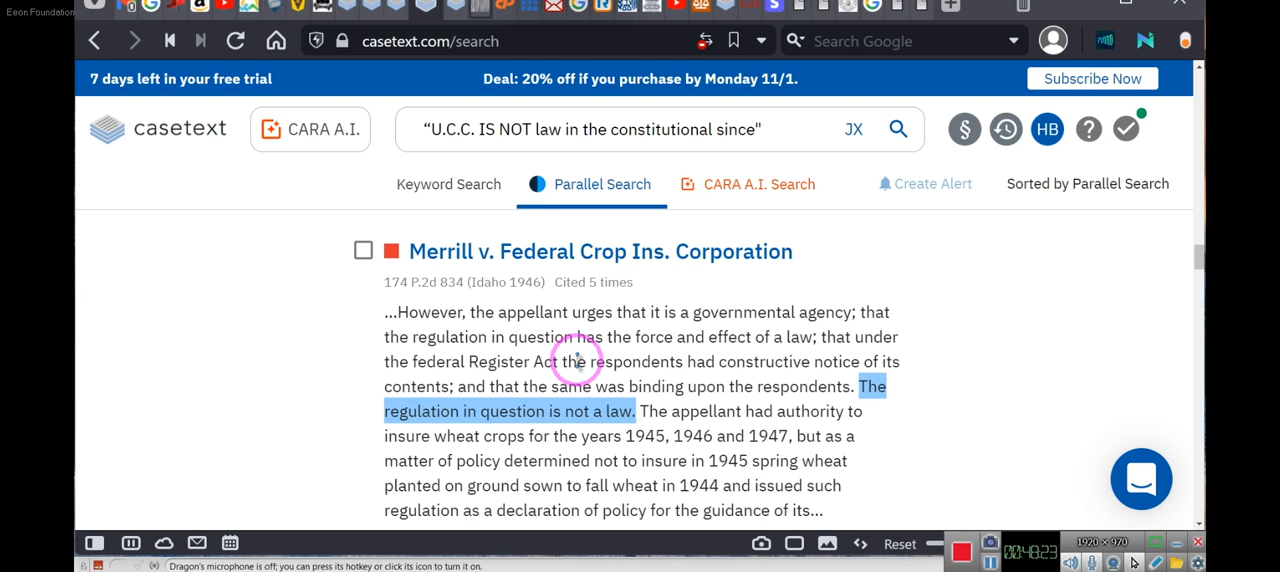 Eeon Foundation
casetext.com/search
Search Google
7 days left in your free trial
Deal: 20% off if you purchase by Monday 11/1.
Subscribe Now
casetext
CARA A.I.
“U.C.C. IS NOT law in the constitutional since"
JX
§
HB
?
Keyword Search
Parallel Search
CARA A.I. Search
Create Alert
Sorted by Parallel Search
Merrill v. Federal Crop Ins. Corporation
174 P.2d 834 (Idaho 1946) Cited 5 times
...However, the appellant urges that it is a governmental agency; that
the regulation in question has the force and effect of a law; that under
the federal Register Act the respondents had constructive notice of its
contents; and that the same was binding upon the respondents. The
regulation in question is not a law. The appellant had authority to
insure wheat crops for the years 1945, 1946 and 1947, but as a
matter of policy determined not to insure in 1945 spring wheat
planted on ground sown to fall wheat in 1944 and issued such
regulation as a declaration of policy for the guidance of its...
Reset
1920 × 970
00:48:23
Dragon's microphone is off; you can press its hotkey or click its icon to turn it on.